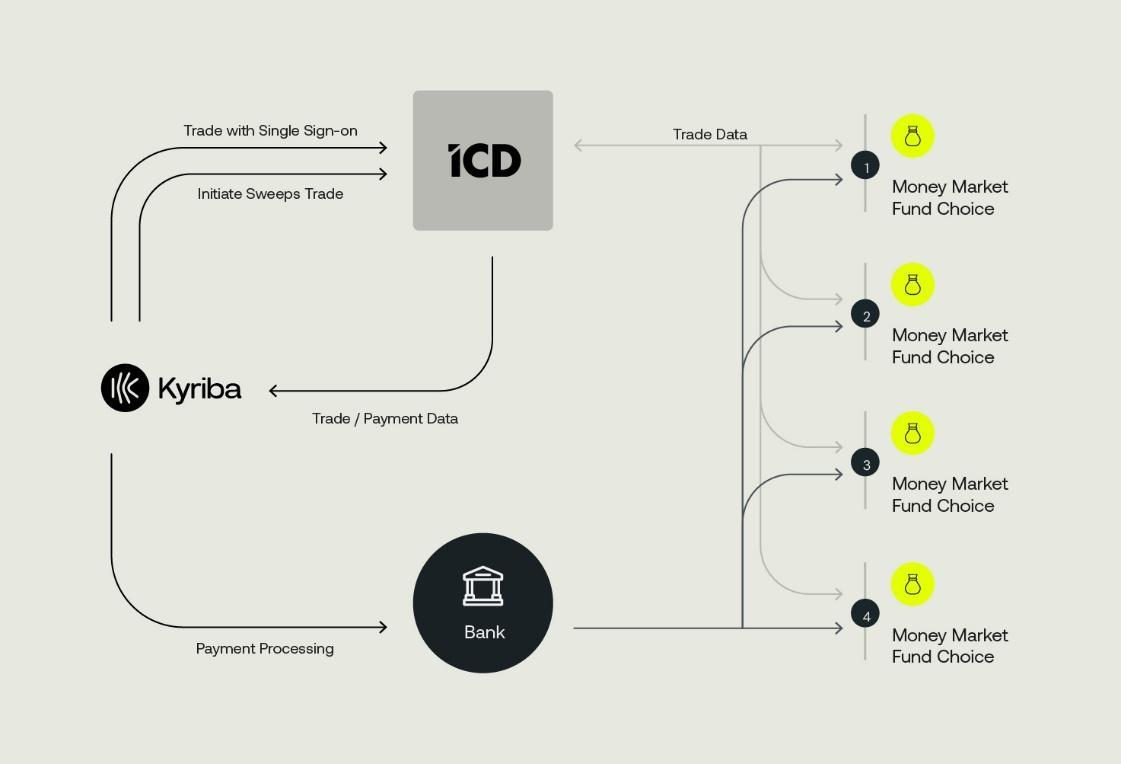 Trade with Single Sign-on
Initiate Sweeps Trade
iCD
Trade Data
1
Money Market
Fund Choice
2
Money Market
Fund Choice
Kyriba
Trade / Payment Data
3
Money Market
Fund Choice
Bank
Payment Processing
4
Money Market
Fund Choice